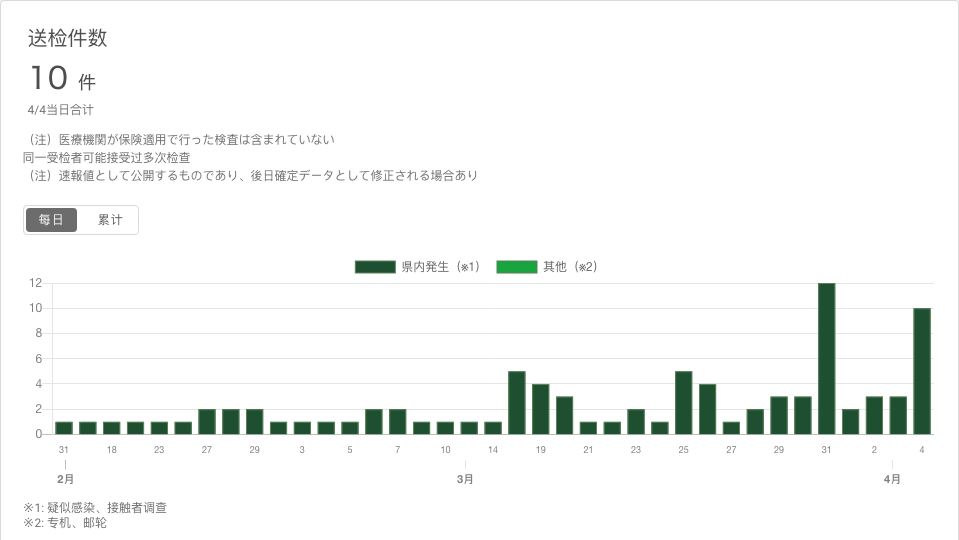 送检件数
10 件
4/4当日合计
（注）医療機関が保険適用で行った検査は含まれていない
同一受检者可能接受过多次检查
（注）速報値として公開するものであり、後日確定データとして修正される場合あり
每日 累计
県内発生（※1） 其他（※2）
12
10
8
6
4
2
0
31 18 23 27 29 3 5 7 10 14 19 21 23 25 27 29 31 2 4
2月 3月 4月
※1: 疑似感染、接触者调查
※2: 专机、邮轮